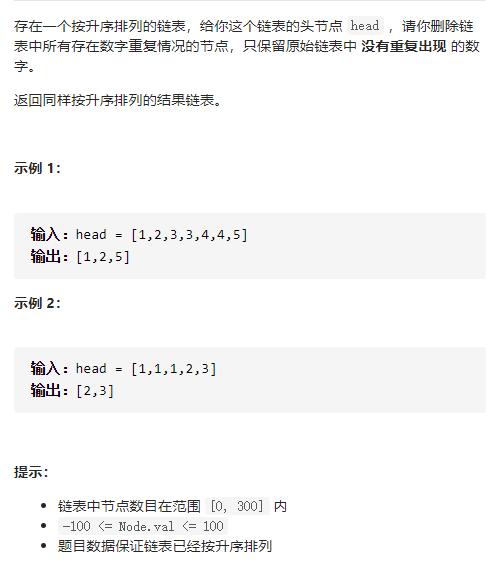 存在一个按升序排列的链表，给你这个链表的头节点 head ，请你删除链
表中所有存在数字重复情况的节点，只保留原始链表中 没有重复出现 的数
字。
返回同样按升序排列的结果链表。
示例 1：
输入：head = [1,2,3,3,4,4,5]
输出：[1,2,5]
示例 2：
输入：head = [1,1,1,2,3]
输出：[2,3]
提示：
• 链表中节点数目在范围 [0, 300] 内
• -100 <= Node.val <= 100
• 题目数据保证链表已经按升序排列